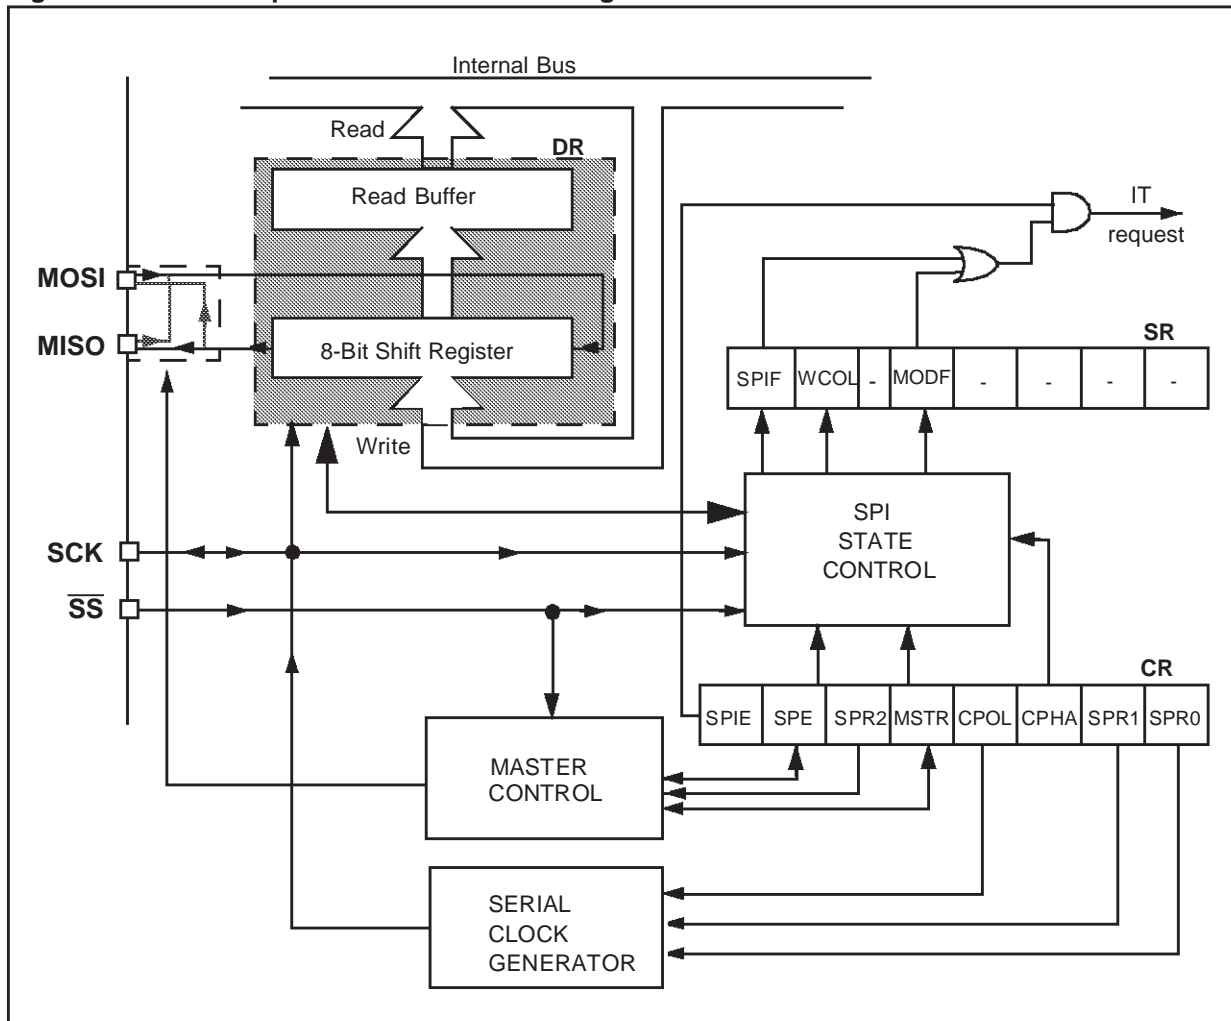 Internal Bus
Read
DR
Read Buffer
IT
request
MOSI
MISO
8-Bit Shift Register
SR
SPIF WCOL - MODF - - - -
Write
SPI
STATE
CONTROL
SCK
SS
CR
SPIE SPE SPR2 MSTR CPOL CPHA SPR1 SPR0
MASTER
CONTROL
SERIAL
CLOCK
GENERATOR